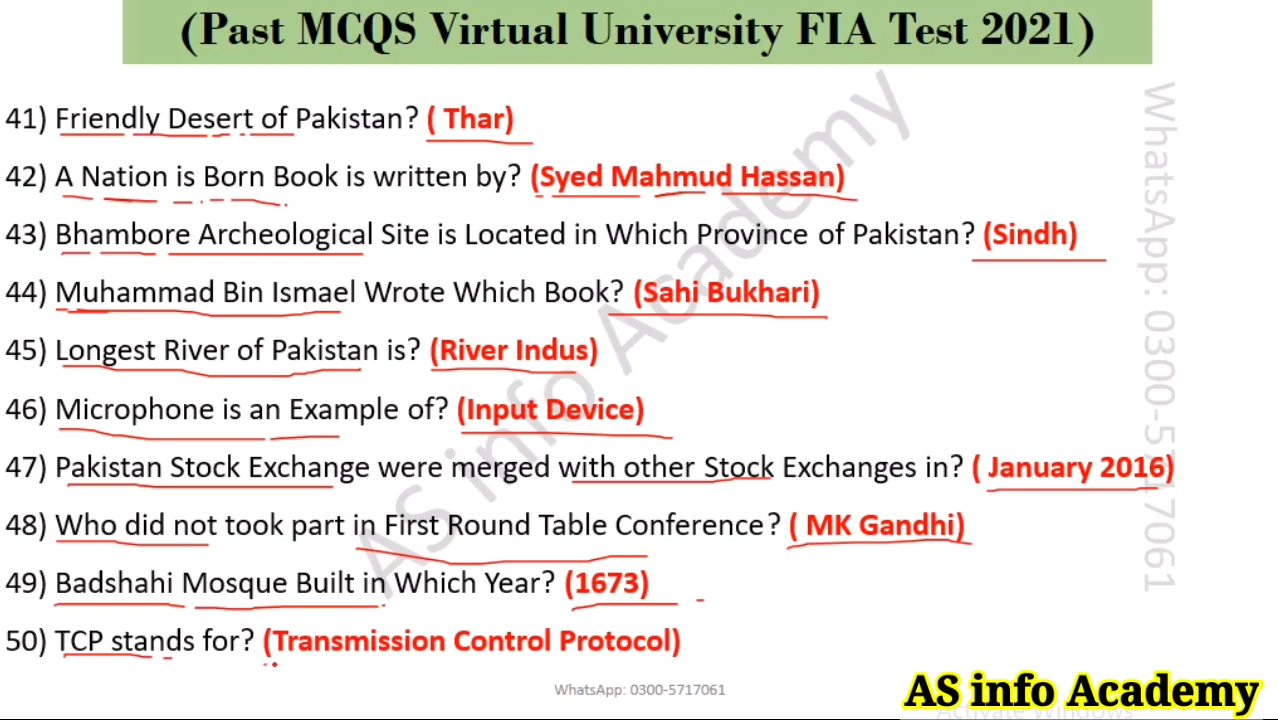 (Past MCQS Virtual University FIA Test 2021)
41) Friendly Desert of Pakistan? ( Thar)
42) A Nation is Born Book is written by? (Syed Mahmud Hassan)
43) Bhambore Archeological Site is Located in Which Province of Pakistan? (Sindh)
44) Muhammad Bin Ismael Wrote Which Book? (Sahi Bukhari)
45) Longest River of Pakistan is? (River Indus)
46) Microphone is an Example of? (Input Device)
47) Pakistan Stock Exchange were merged with other Stock Exchanges in? ( January 2016)
48) Who did not took part in First Round Table Conference? ( MK Gandhi)
49) Badshahi Mosque Built in Which Year? (1673)
50) TCP stands for? (Transmission Control Protocol)
AS info Academy
WhatsApp: 0300-5717061
WhatsApp: 0300-5717061
AS info Academy
Activate Windows